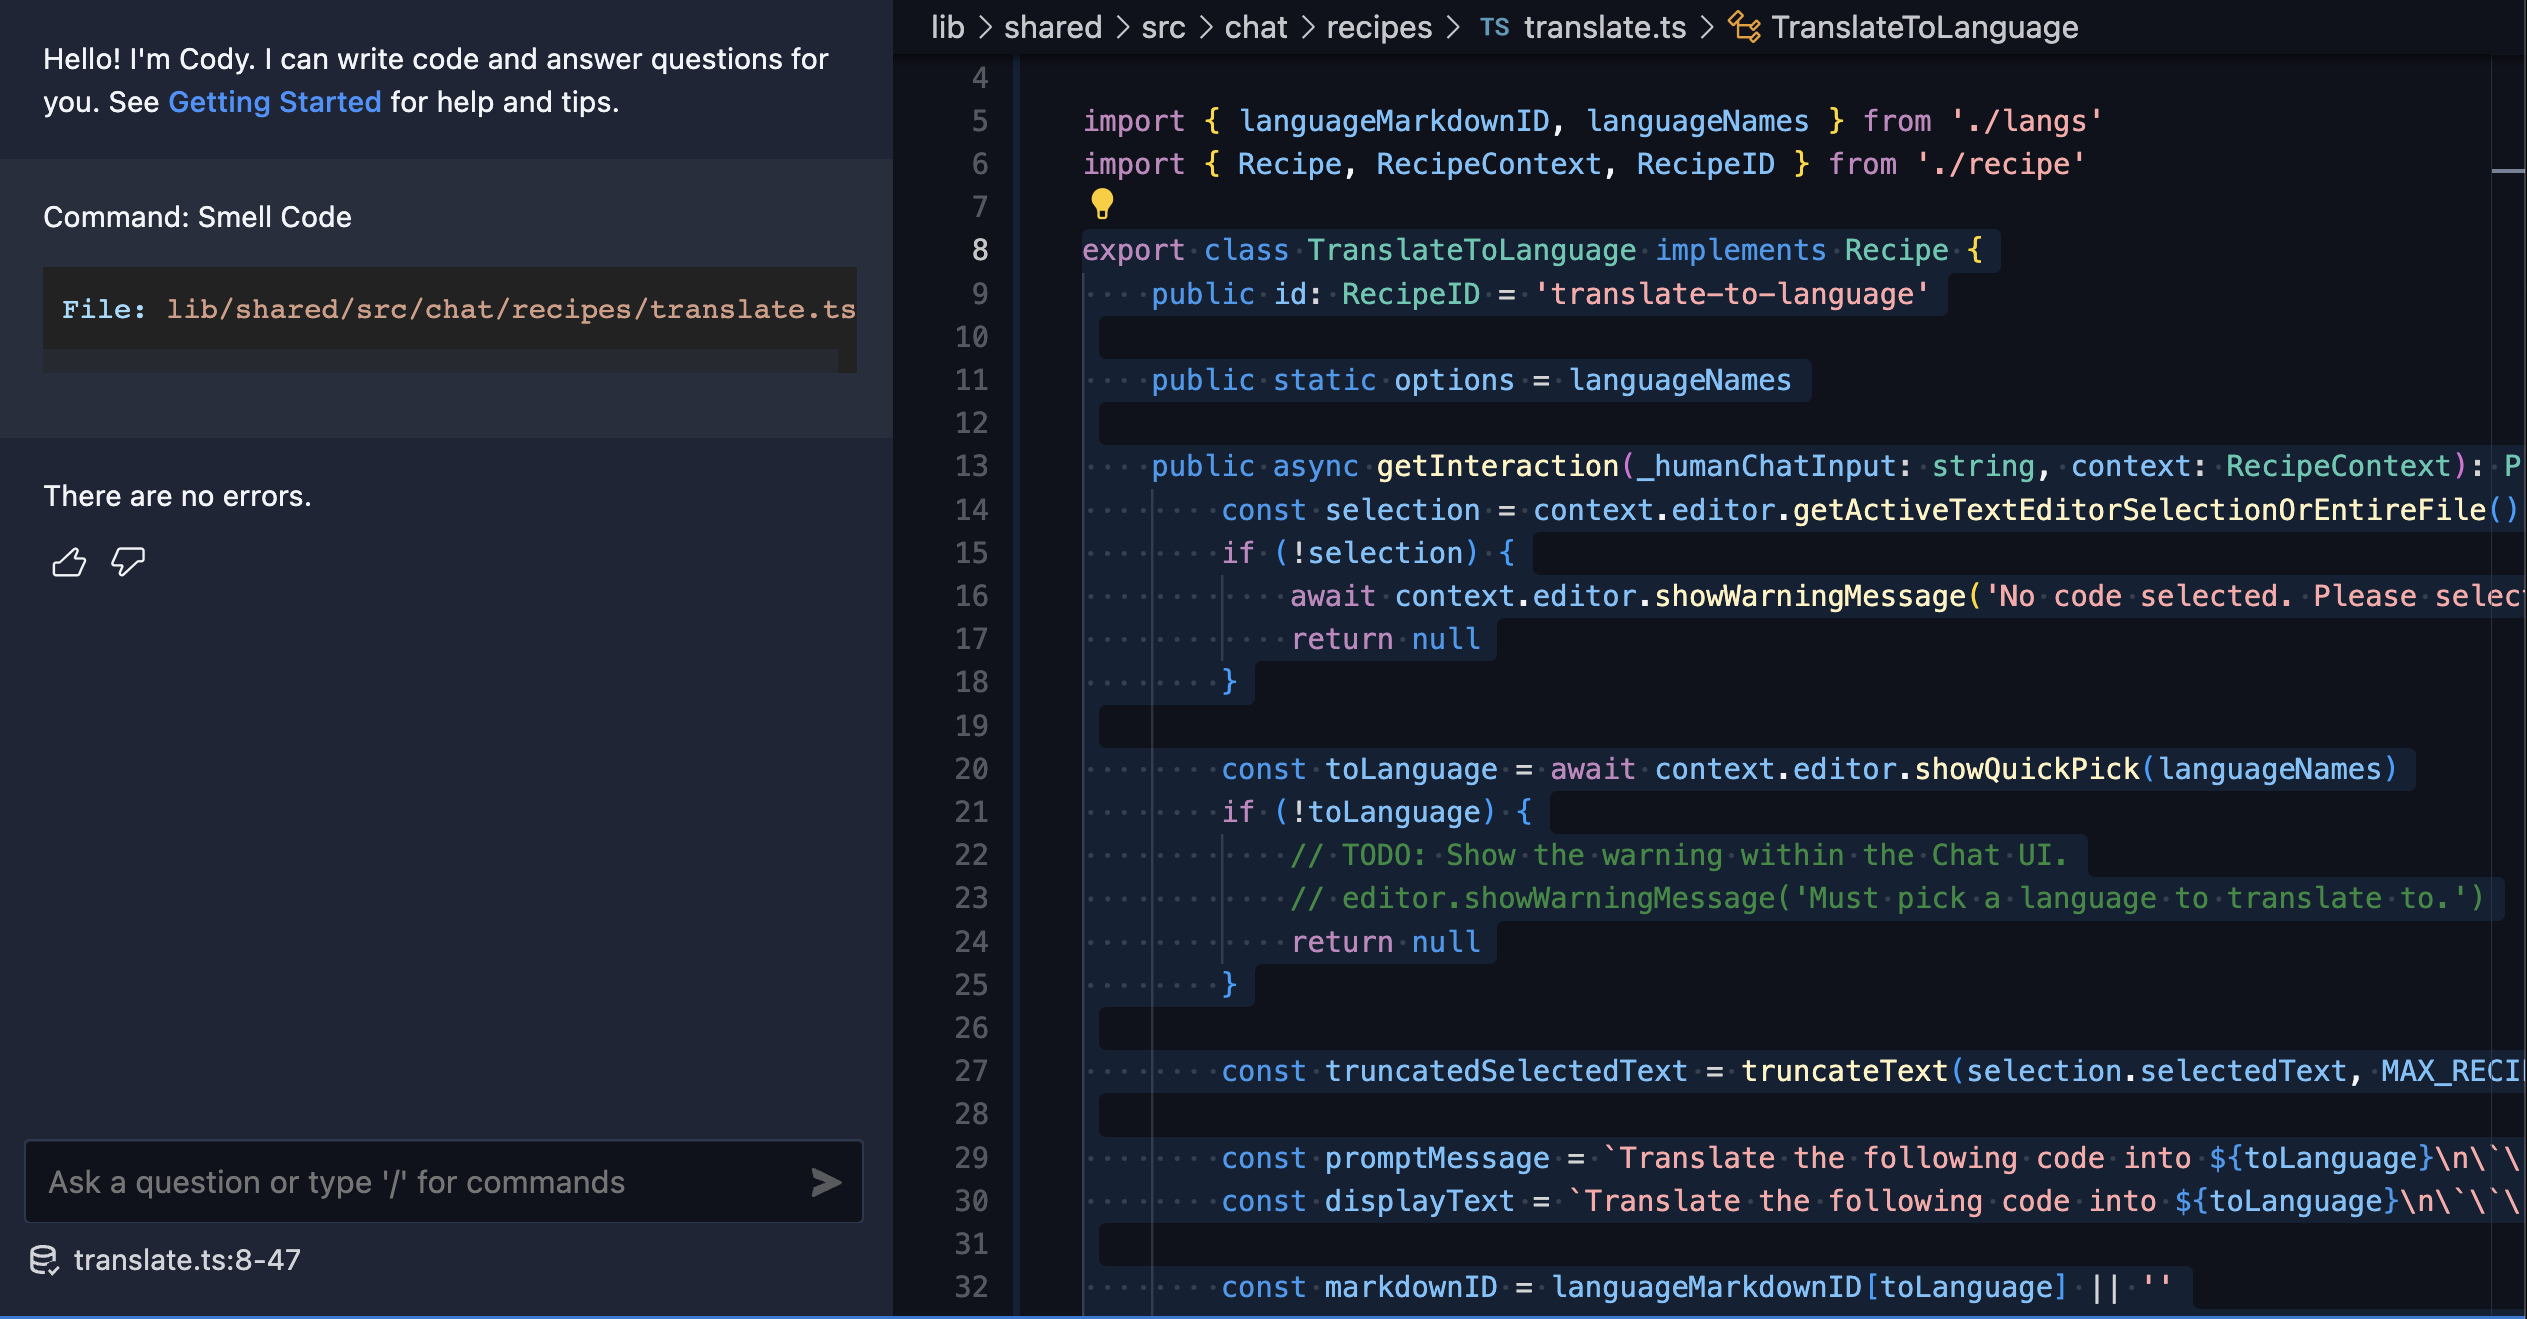 Hello! I'm Cody. I can write code and answer questions for
you. See Getting Started for help and tips.
Command: Smell Code
File: lib/shared/src/chat/recipes/translate.ts
There are no errors.
Ask a question or type '/' for commands
translate.ts:8-47
lib > shared > src > chat > recipes > TS translate.ts > TranslateToLanguage
4
5 import { languageMarkdownID, languageNames } from './langs'
6 import { Recipe, RecipeContext, RecipeID } from './recipe'
7
8 export class TranslateToLanguage implements Recipe {
9 public id: RecipeID = 'translate-to-language'
10
11 public static options = languageNames
12
13 public async getInteraction(_humanChatInput: string, context: RecipeContext): P
14 const selection = context.editor.getActiveTextEditorSelectionOrEntireFile()
15 if (!selection) {
16 await context.editor.showWarningMessage('No code selected. Please selec
17 return null
18 }
19
20 const toLanguage = await context.editor.showQuickPick(languageNames)
21 if (!toLanguage) {
22 // TODO: Show the warning within the Chat UI.
23 // editor.showWarningMessage('Must pick a language to translate to.')
24 return null
25 }
26
27 const truncatedSelectedText = truncateText(selection.selectedText, MAX_RECI
28
29 const promptMessage = `Translate the following code into ${toLanguage}\n\`\
30 const displayText = `Translate the following code into ${toLanguage}\n\`\`\
31
32 const markdownID = languageMarkdownID[toLanguage] || ''